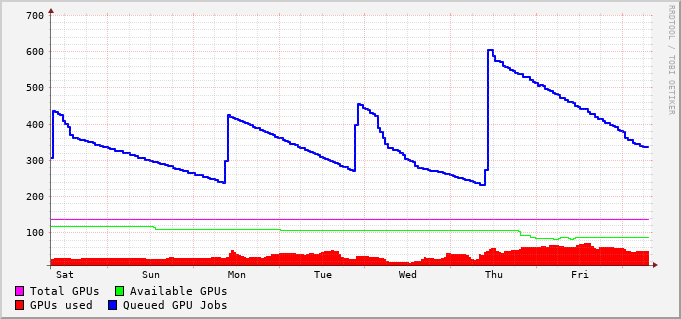 700
600
500
400
300
200
100
Sat Sun Mon Tue Wed Thu Fri
Total GPUs Available GPUs
GPUs used Queued GPU Jobs
RRDTOOL / TOBI OETIKER